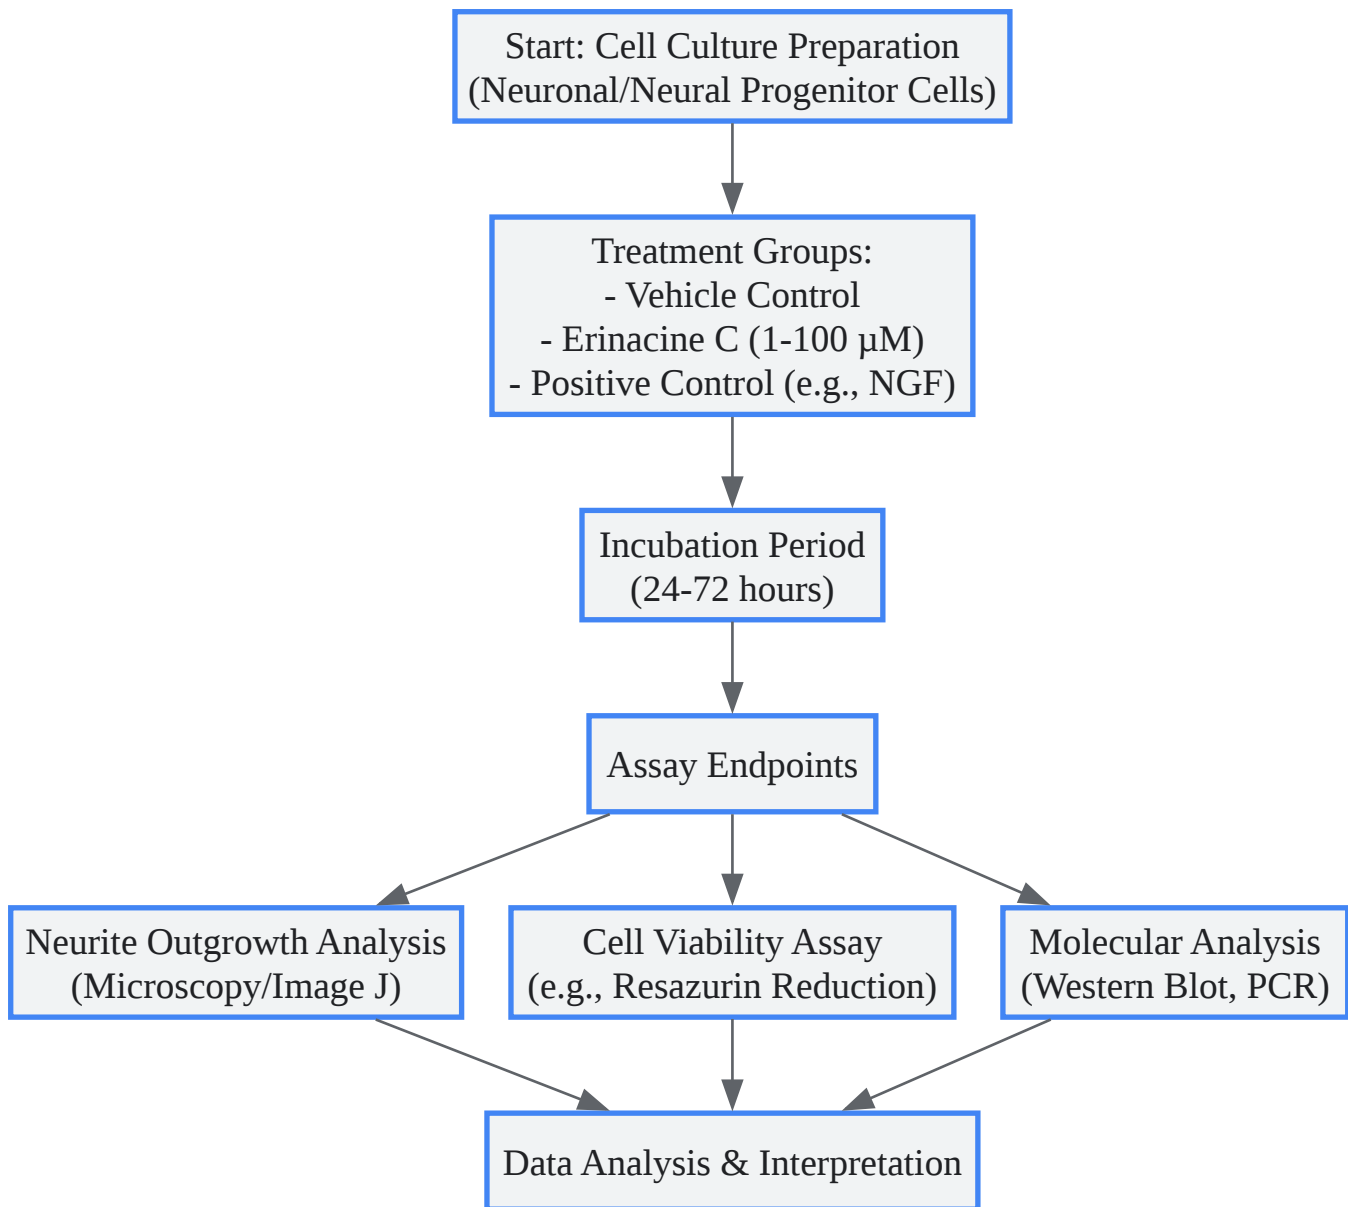 Start: Cell Culture Preparation
(Neuronal/Neural Progenitor Cells)
Treatment Groups:
- Vehicle Control
- Erinacine C (1-100 µM)
- Positive Control (e.g., NGF)
Incubation Period
(24-72 hours)
Assay Endpoints
Neurite Outgrowth Analysis
(Microscopy/Image J)
Cell Viability Assay
(e.g., Resazurin Reduction)
Molecular Analysis
(Western Blot, PCR)
Data Analysis & Interpretation